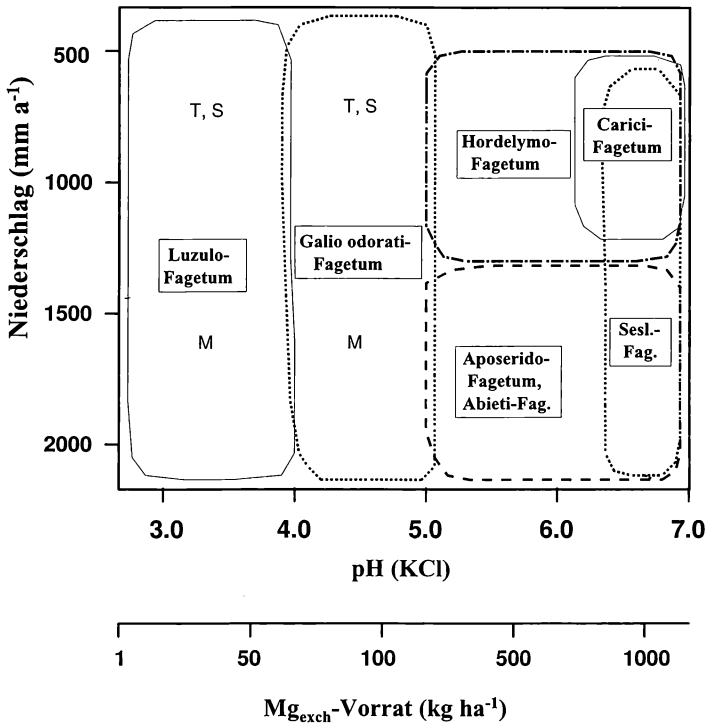 Niederschlag (mm a⁻¹)
500
1000
1500
2000
T, S
T, S
Hordelymo-
Fagetum
Carici-
Fagetum
Luzulo-
Fagetum
Galio odorati-
Fagetum
M
M
Aposerido-
Fagetum,
Abieti-Fag.
Sesl.-
Fag.
3.0 4.0 5.0 6.0 7.0
pH (KCl)
1 50 100 500 1000
Mg_exch-Vorrat (kg ha⁻¹)